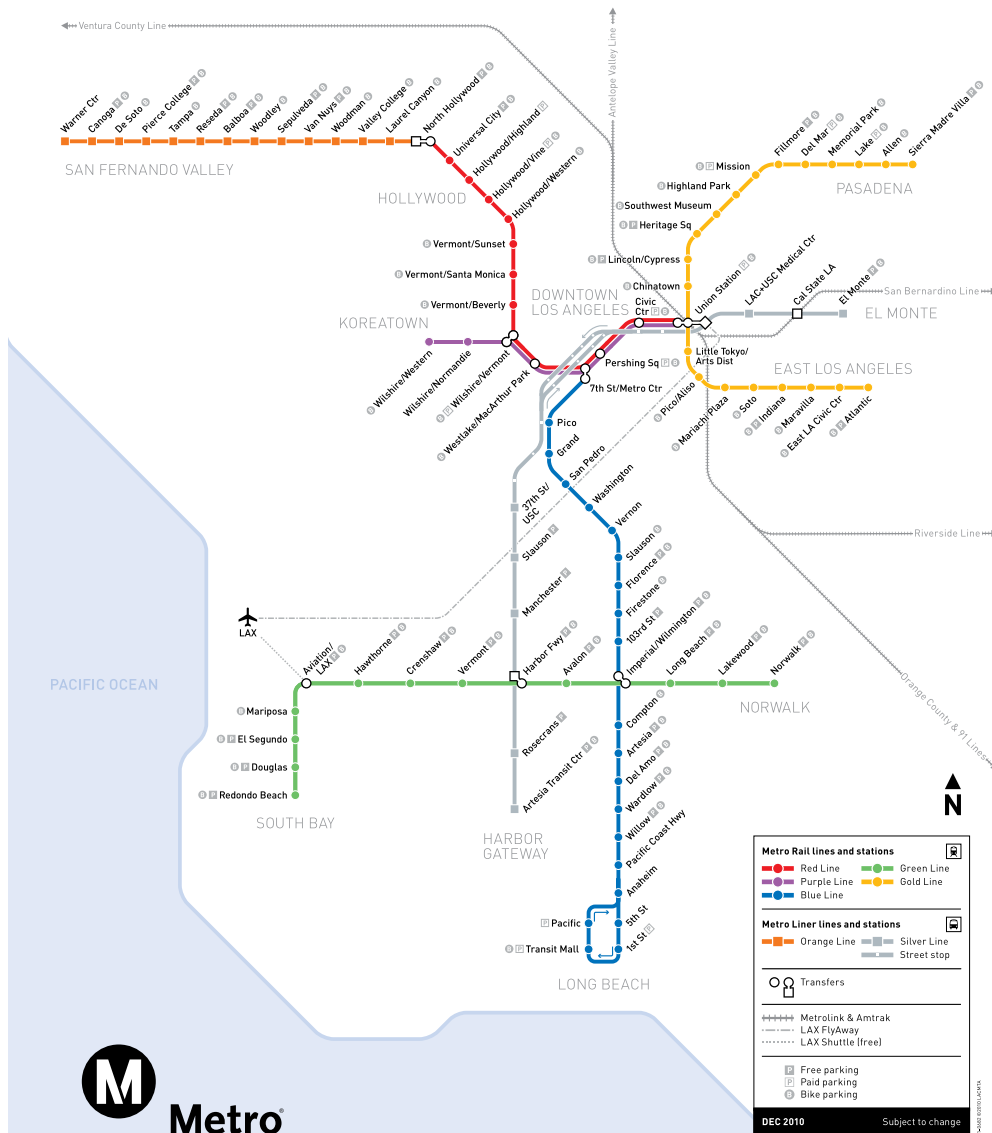 Ventura County Line
Antelope Valley Line
Warner Ctr
Canoga P B
De Soto B
Pierce College P B
Tampa B
Reseda P B
Balboa P B
Woodley B
Sepulveda P B
Van Nuys P B
Woodman B
Valley College B
Laurel Canyon B
North Hollywood P B
SAN FERNANDO VALLEY
Universal City P B
Hollywood/Highland P
Hollywood/Vine P B
Hollywood/Western B
HOLLYWOOD
B Vermont/Sunset
B Vermont/Santa Monica
B Vermont/Beverly
KOREATOWN
B Wilshire/Western
Wilshire/Normandie
B P Wilshire/Vermont
B Westlake/MacArthur Park
DOWNTOWN
LOS ANGELES
Civic
Ctr P B
Pershing Sq P B
7th St/Metro Ctr
Union Station P B
Fillmore P B
Del Mar P B
Memorial Park B
Lake P B
Allen B
Sierra Madre Villa P B
PASADENA
B P Mission
B Highland Park
B Southwest Museum
B P Heritage Sq
B P Lincoln/Cypress
B Chinatown
LAC+USC Medical Ctr
Cal State LA
El Monte P B
San Bernardino Line
EL MONTE
Little Tokyo/
Arts Dist
EAST LOS ANGELES
B Pico/Aliso
B Mariachi Plaza
B Soto
B P Indiana
B Maravilla
B East LA Civic Ctr
B P Atlantic
Pico
Grand
San Pedro
Washington
Vernon
37th St/
USC
Slauson P
Manchester P
Slauson B
Florence P B
Firestone B
103rd St P
Imperial/Wilmington P B
Riverside Line
LAX
Aviation/
LAX P B
Hawthorne P B
Crenshaw P B
Vermont P B
Harbor Fwy P B
Avalon P B
Long Beach P B
Lakewood P B
Norwalk P B
NORWALK
Orange County & 91 Lines
PACIFIC OCEAN
B Mariposa
B P El Segundo
B P Douglas
B P Redondo Beach
SOUTH BAY
Rosecrans P
Artesia Transit Ctr P B
HARBOR
GATEWAY
Compton B
Artesia P B
Del Amo P B
Wardlow P B
Willow P B
Pacific Coast Hwy
Anaheim
5th St
1st St P
P Pacific
B P Transit Mall
LONG BEACH
N
Metro Rail lines and stations
Red Line
Green Line
Purple Line
Gold Line
Blue Line
Metro Liner lines and stations
Orange Line
Silver Line
Street stop
Transfers
Metrolink & Amtrak
LAX FlyAway
LAX Shuttle (free)
P Free parking
P Paid parking
B Bike parking
DEC 2010 Subject to change
M
Metro®